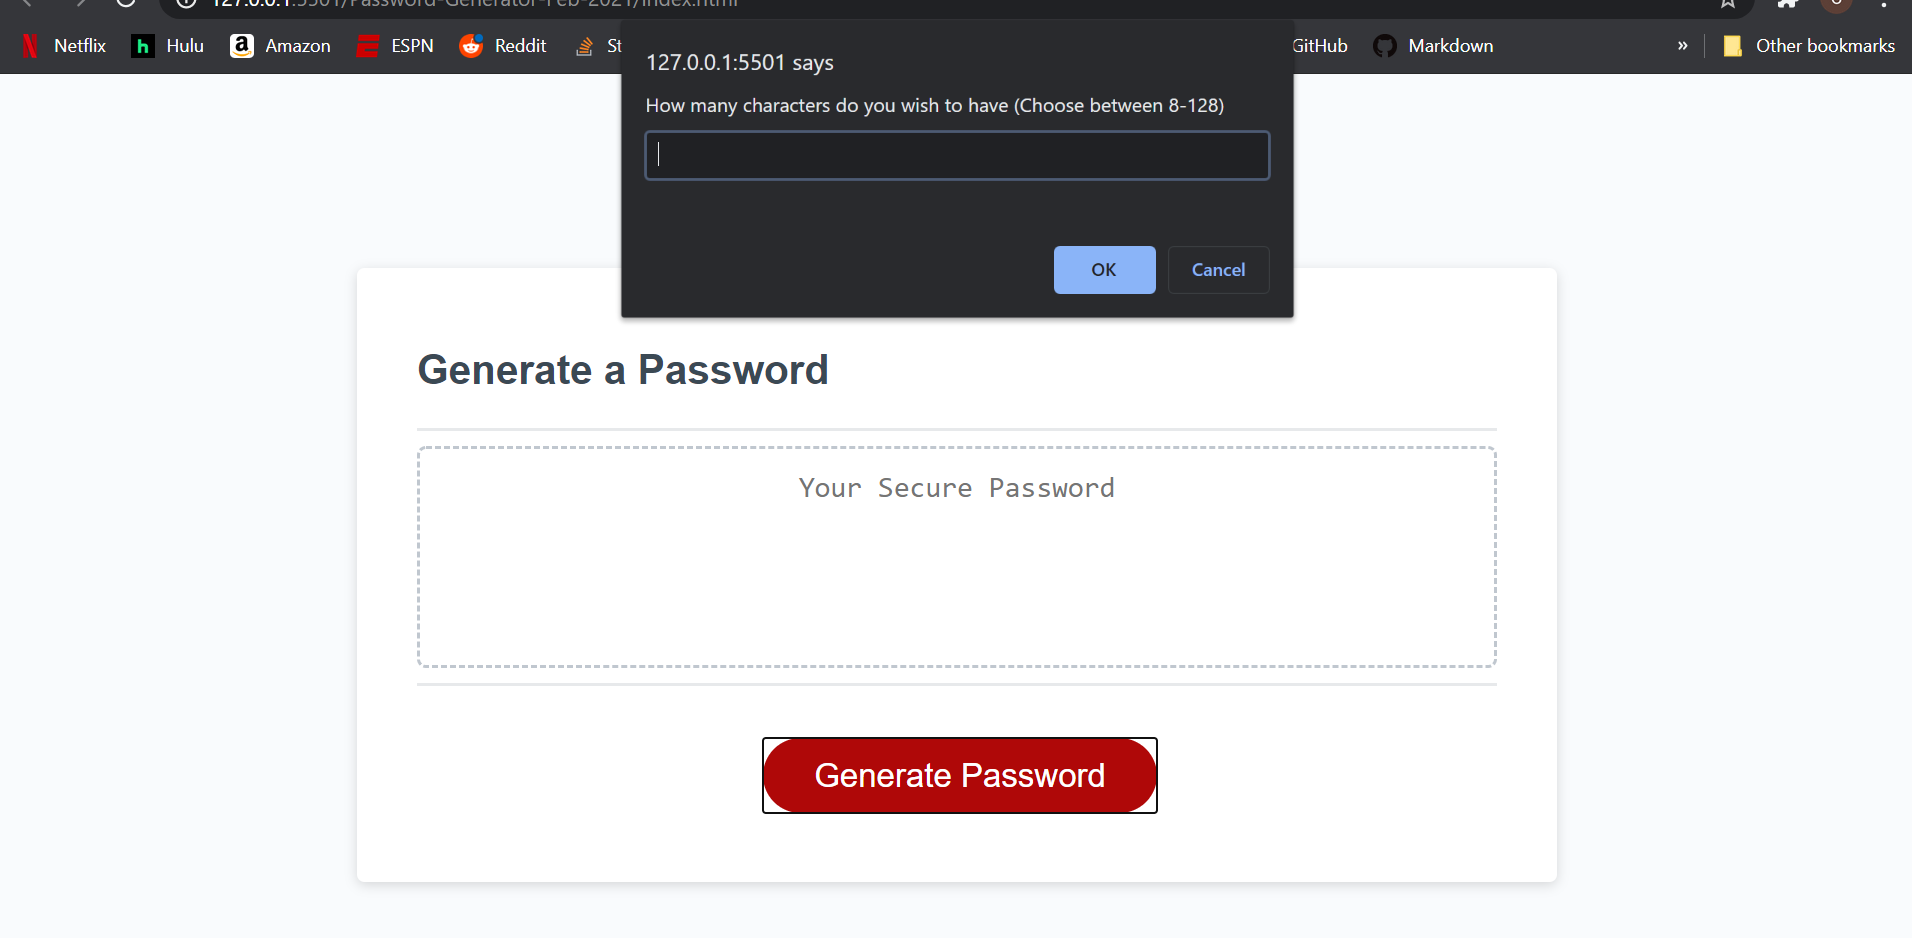 127.0.0.1:5501/Password-Generator-Feb-2021/index.html
Netflix
h Hulu
a Amazon
ESPN
Reddit
St
GitHub
Markdown
»
Other bookmarks
127.0.0.1:5501 says
How many characters do you wish to have (Choose between 8-128)
OK
Cancel
Generate a Password
Your Secure Password
Generate Password